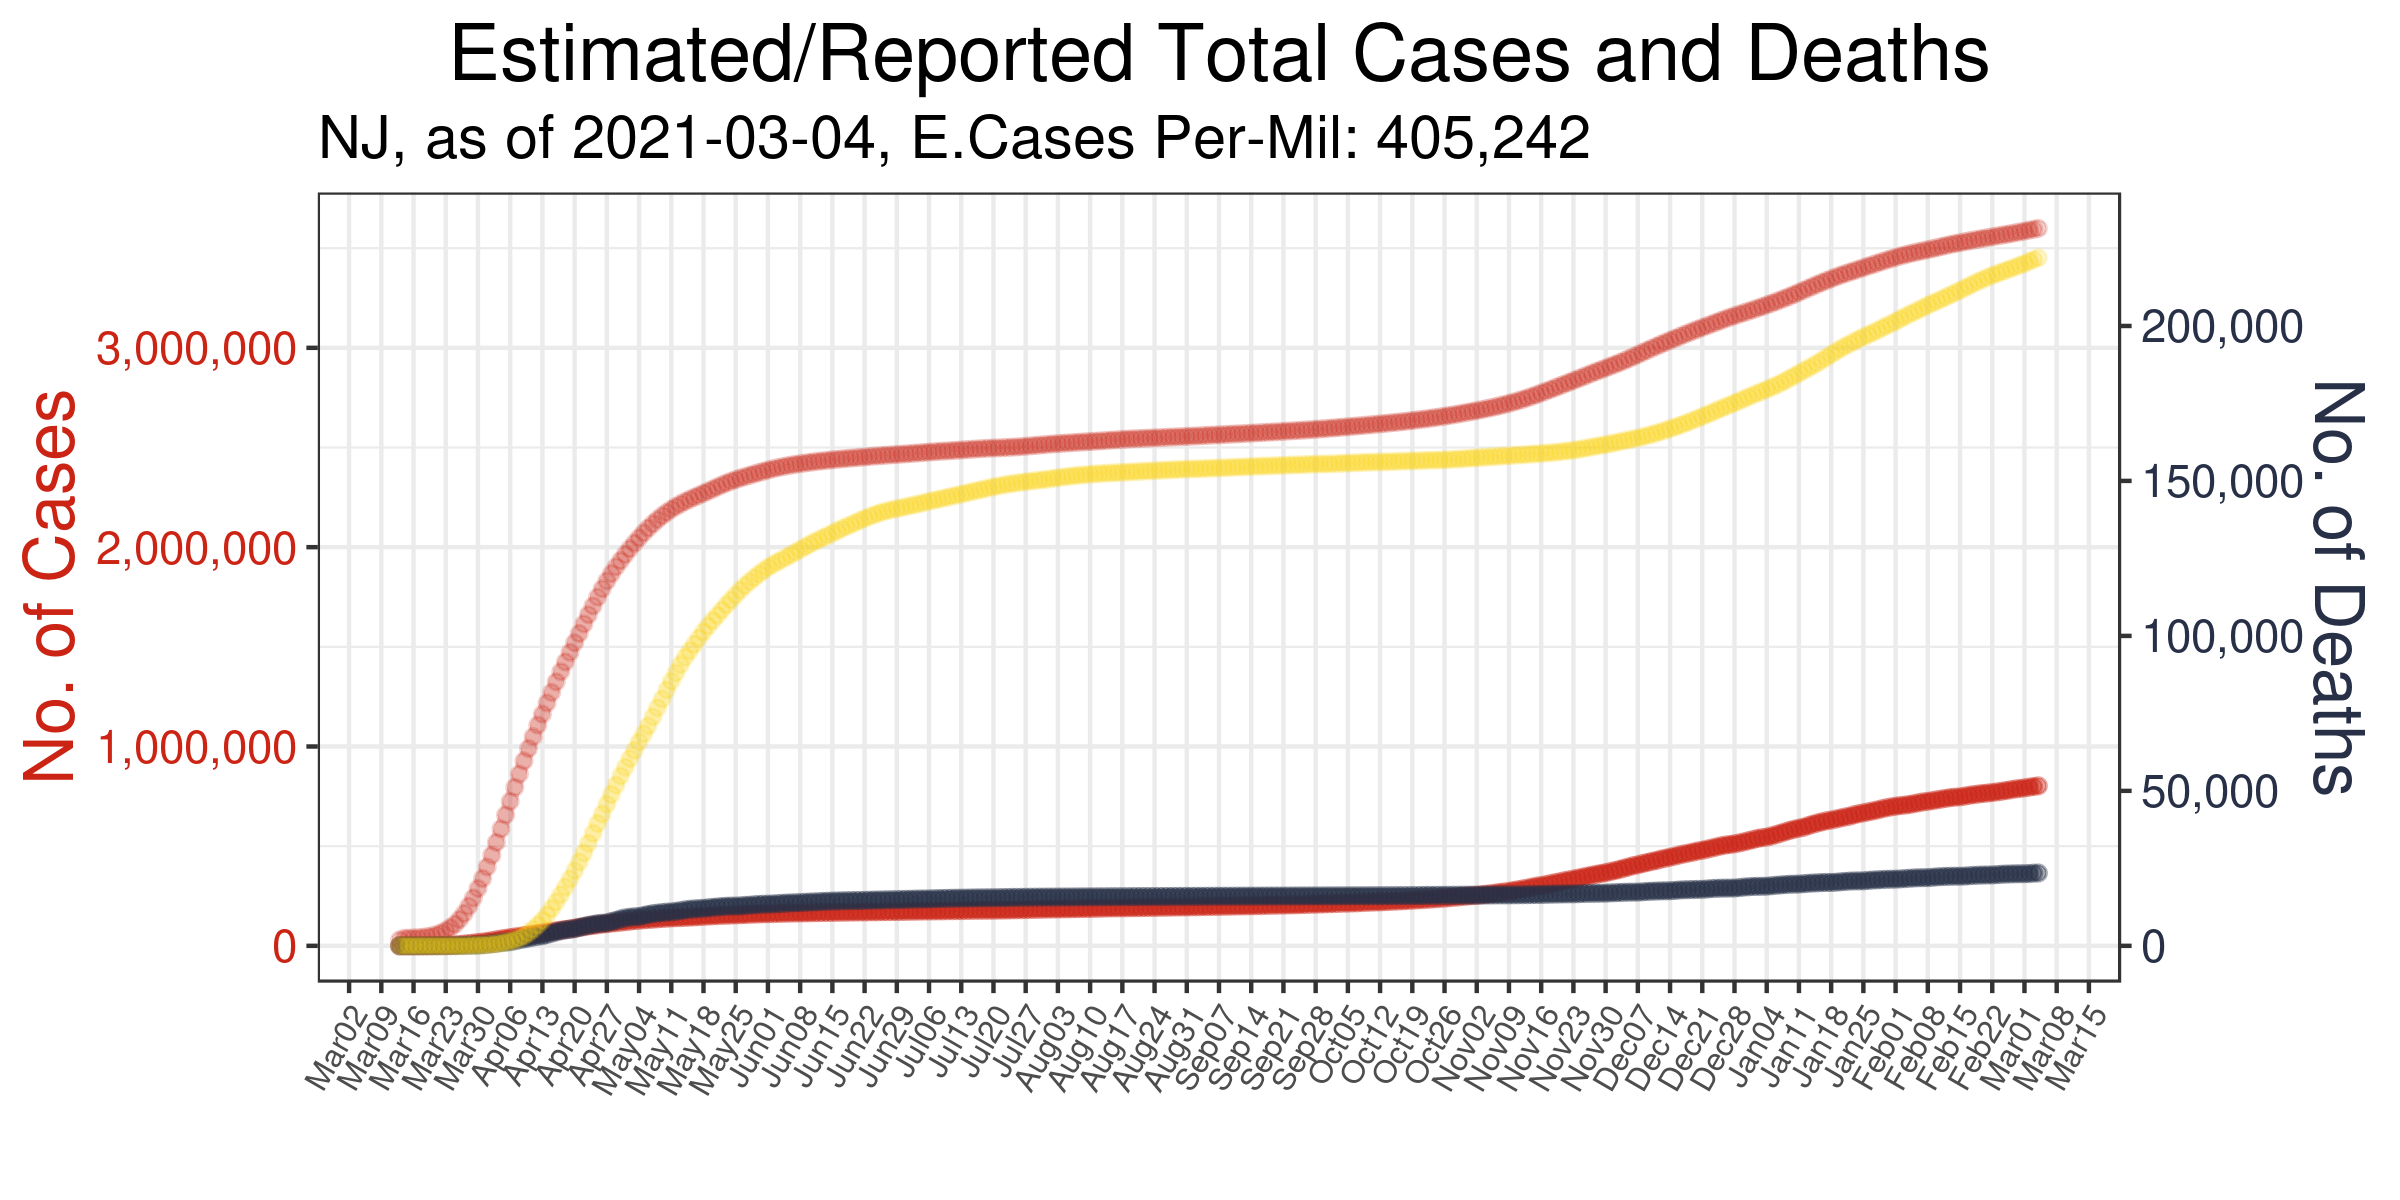 Estimated/Reported Total Cases and Deaths
NJ, as of 2021-03-04, E.Cases Per-Mil: 405,242
No. of Cases
3,000,000
2,000,000
1,000,000
0
200,000
150,000
100,000
50,000
0
No. of Deaths
Mar02
Mar09
Mar16
Mar23
Mar30
Apr06
Apr13
Apr20
Apr27
May04
May11
May18
May25
Jun01
Jun08
Jun15
Jun22
Jun29
Jul06
Jul13
Jul20
Jul27
Aug03
Aug10
Aug17
Aug24
Aug31
Sep07
Sep14
Sep21
Sep28
Oct05
Oct12
Oct19
Oct26
Nov02
Nov09
Nov16
Nov23
Nov30
Dec07
Dec14
Dec21
Dec28
Jan04
Jan11
Jan18
Jan25
Feb01
Feb08
Feb15
Feb22
Mar01
Mar08
Mar15